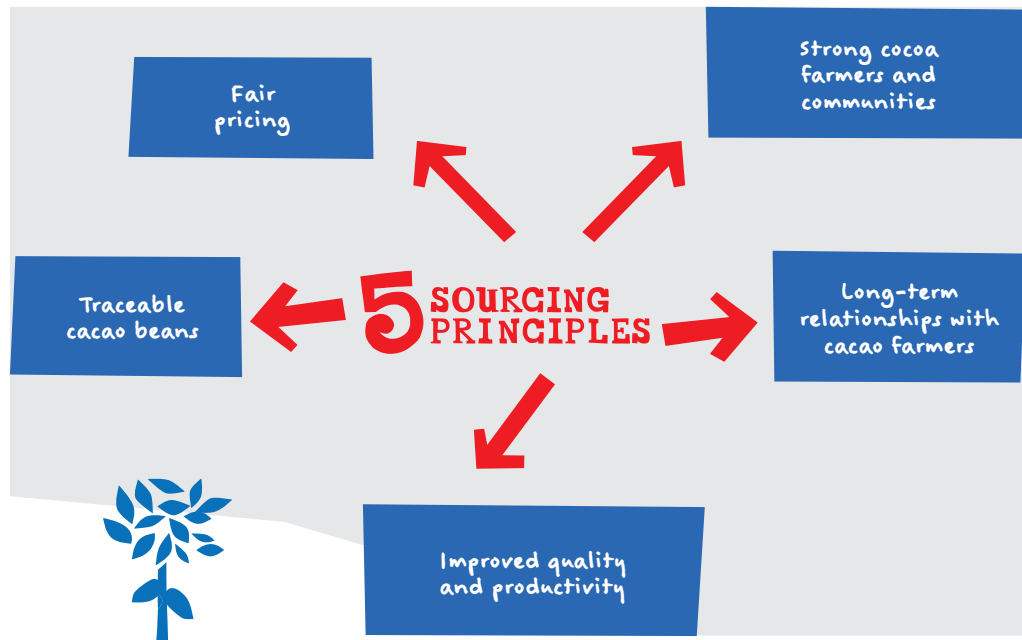 Fair
pricing
Strong cocoa
farmers and
communities
Traceable
cacao beans
5 SOURCING
PRINCIPLES
Long-term
relationships with
cacao farmers
Improved quality
and productivity